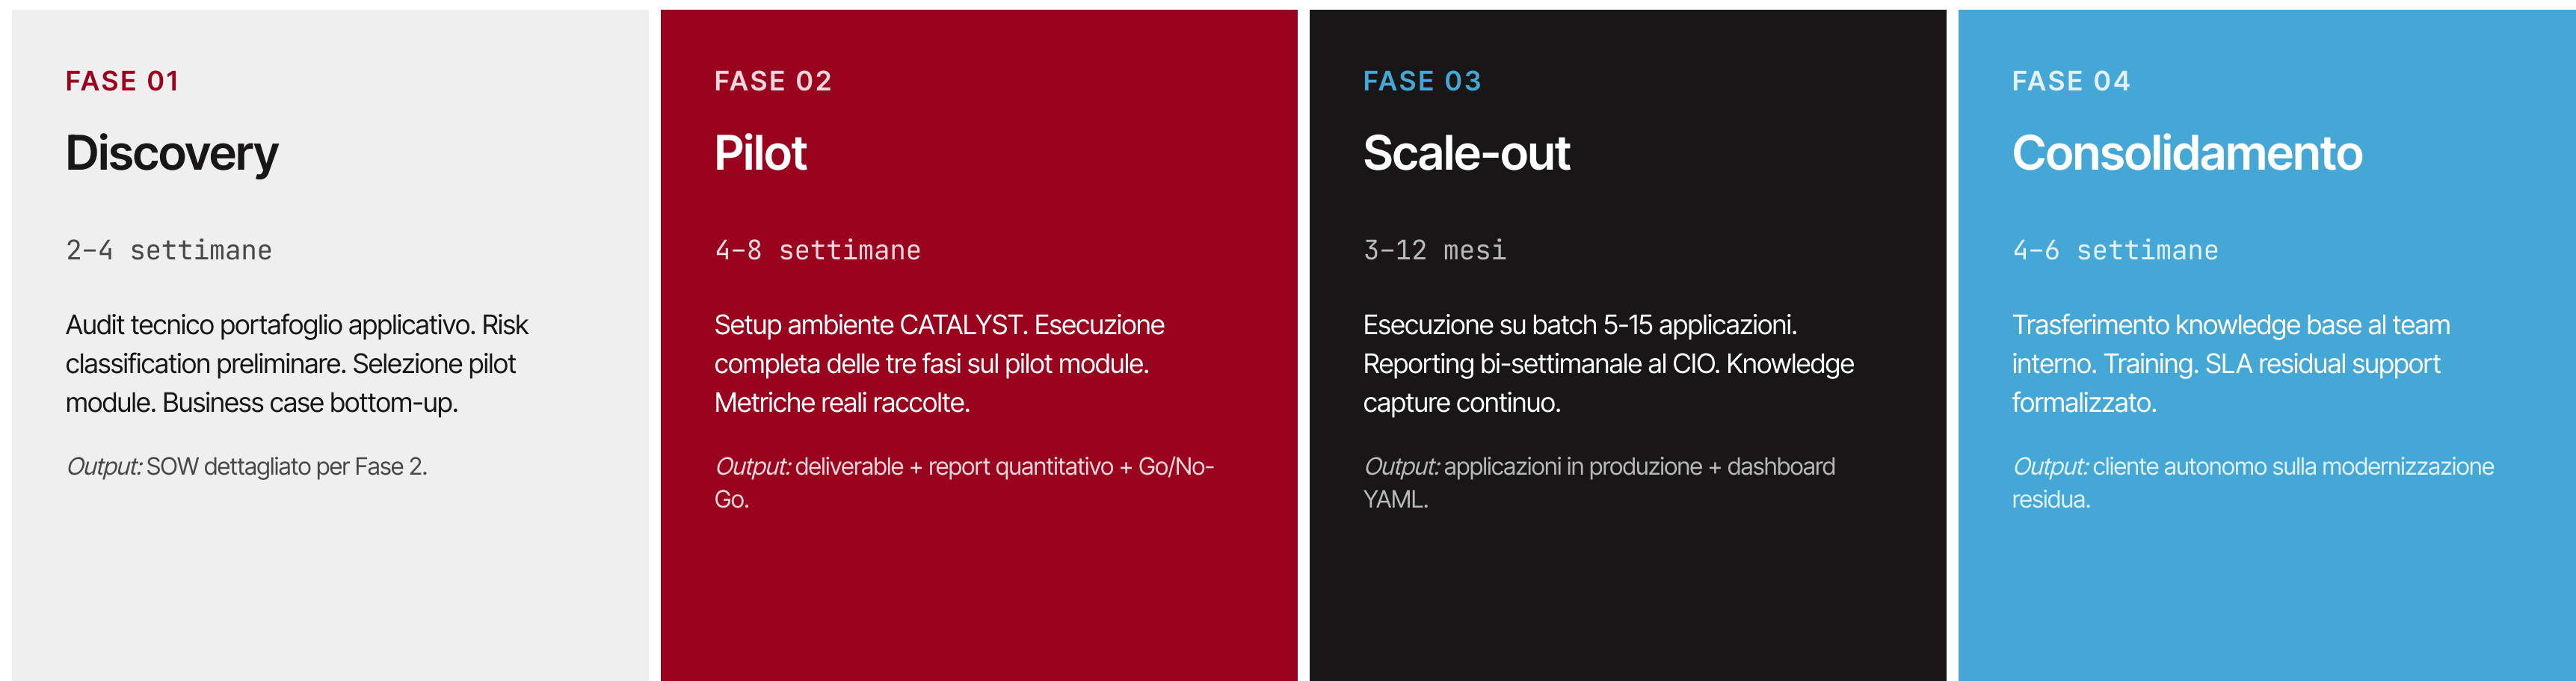 FASE 01
Discovery
2–4 settimane
Audit tecnico portafoglio applicativo. Risk
classification preliminare. Selezione pilot
module. Business case bottom-up.
Output: SOW dettagliato per Fase 2.
FASE 02
Pilot
4–8 settimane
Setup ambiente CATALYST. Esecuzione
completa delle tre fasi sul pilot module.
Metriche reali raccolte.
Output: deliverable + report quantitativo + Go/No-
Go.
FASE 03
Scale-out
3–12 mesi
Esecuzione su batch 5-15 applicazioni.
Reporting bi-settimanale al CIO. Knowledge
capture continuo.
Output: applicazioni in produzione + dashboard
YAML.
FASE 04
Consolidamento
4–6 settimane
Trasferimento knowledge base al team
interno. Training. SLA residual support
formalizzato.
Output: cliente autonomo sulla modernizzazione
residua.